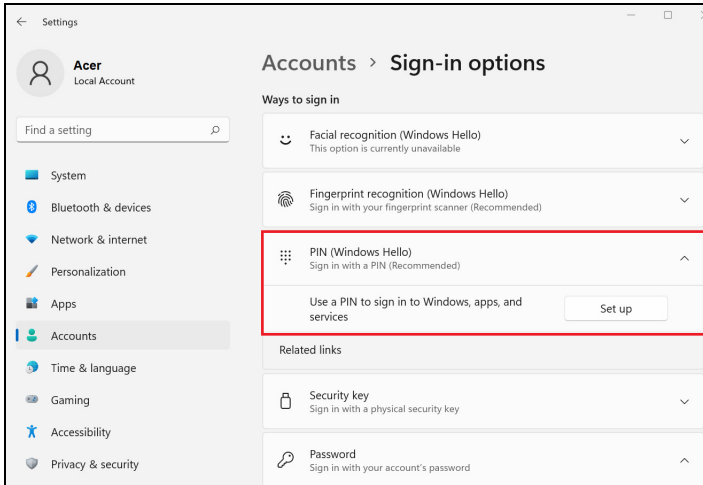 Settings
Acer
Local Account
Find a setting
System
Bluetooth & devices
Network & internet
Personalization
Apps
Accounts
Time & language
Gaming
Accessibility
Privacy & security
Accounts > Sign-in options
Ways to sign in
Facial recognition (Windows Hello)
This option is currently unavailable
Fingerprint recognition (Windows Hello)
Sign in with your fingerprint scanner (Recommended)
PIN (Windows Hello)
Sign in with a PIN (Recommended)
Use a PIN to sign in to Windows, apps, and
services
Set up
Related links
Security key
Sign in with a physical security key
Password
Sign in with your account's password